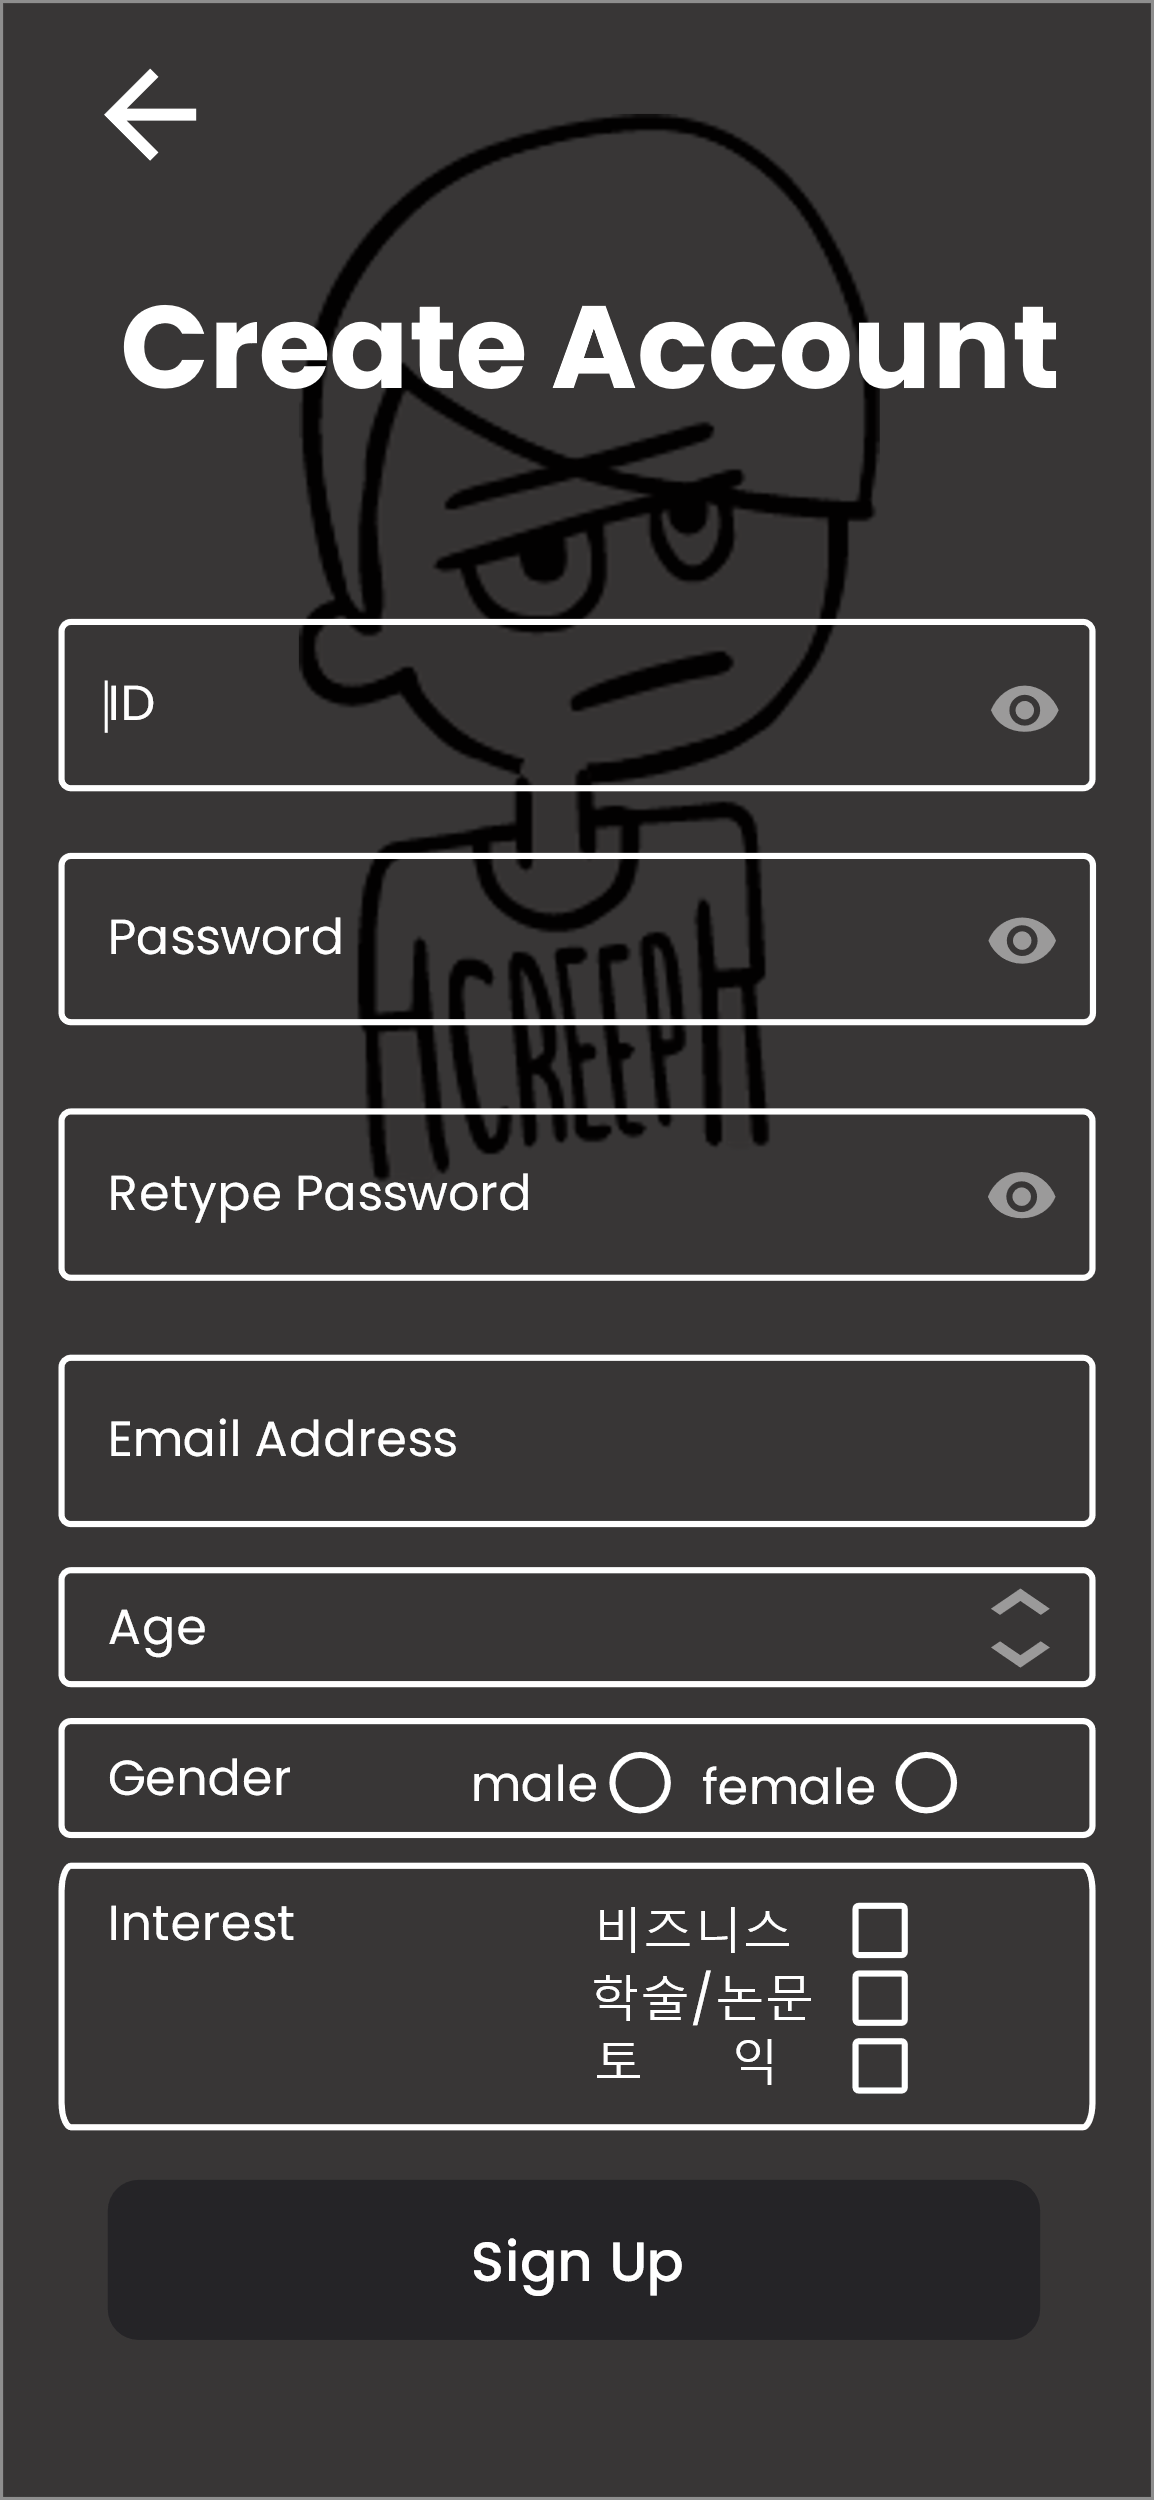 Create Account
ID
Password
CREEP
Retype Password
Email Address
Age
Gender male female
Interest 비즈니스
학술/논문
토 익
Sign Up